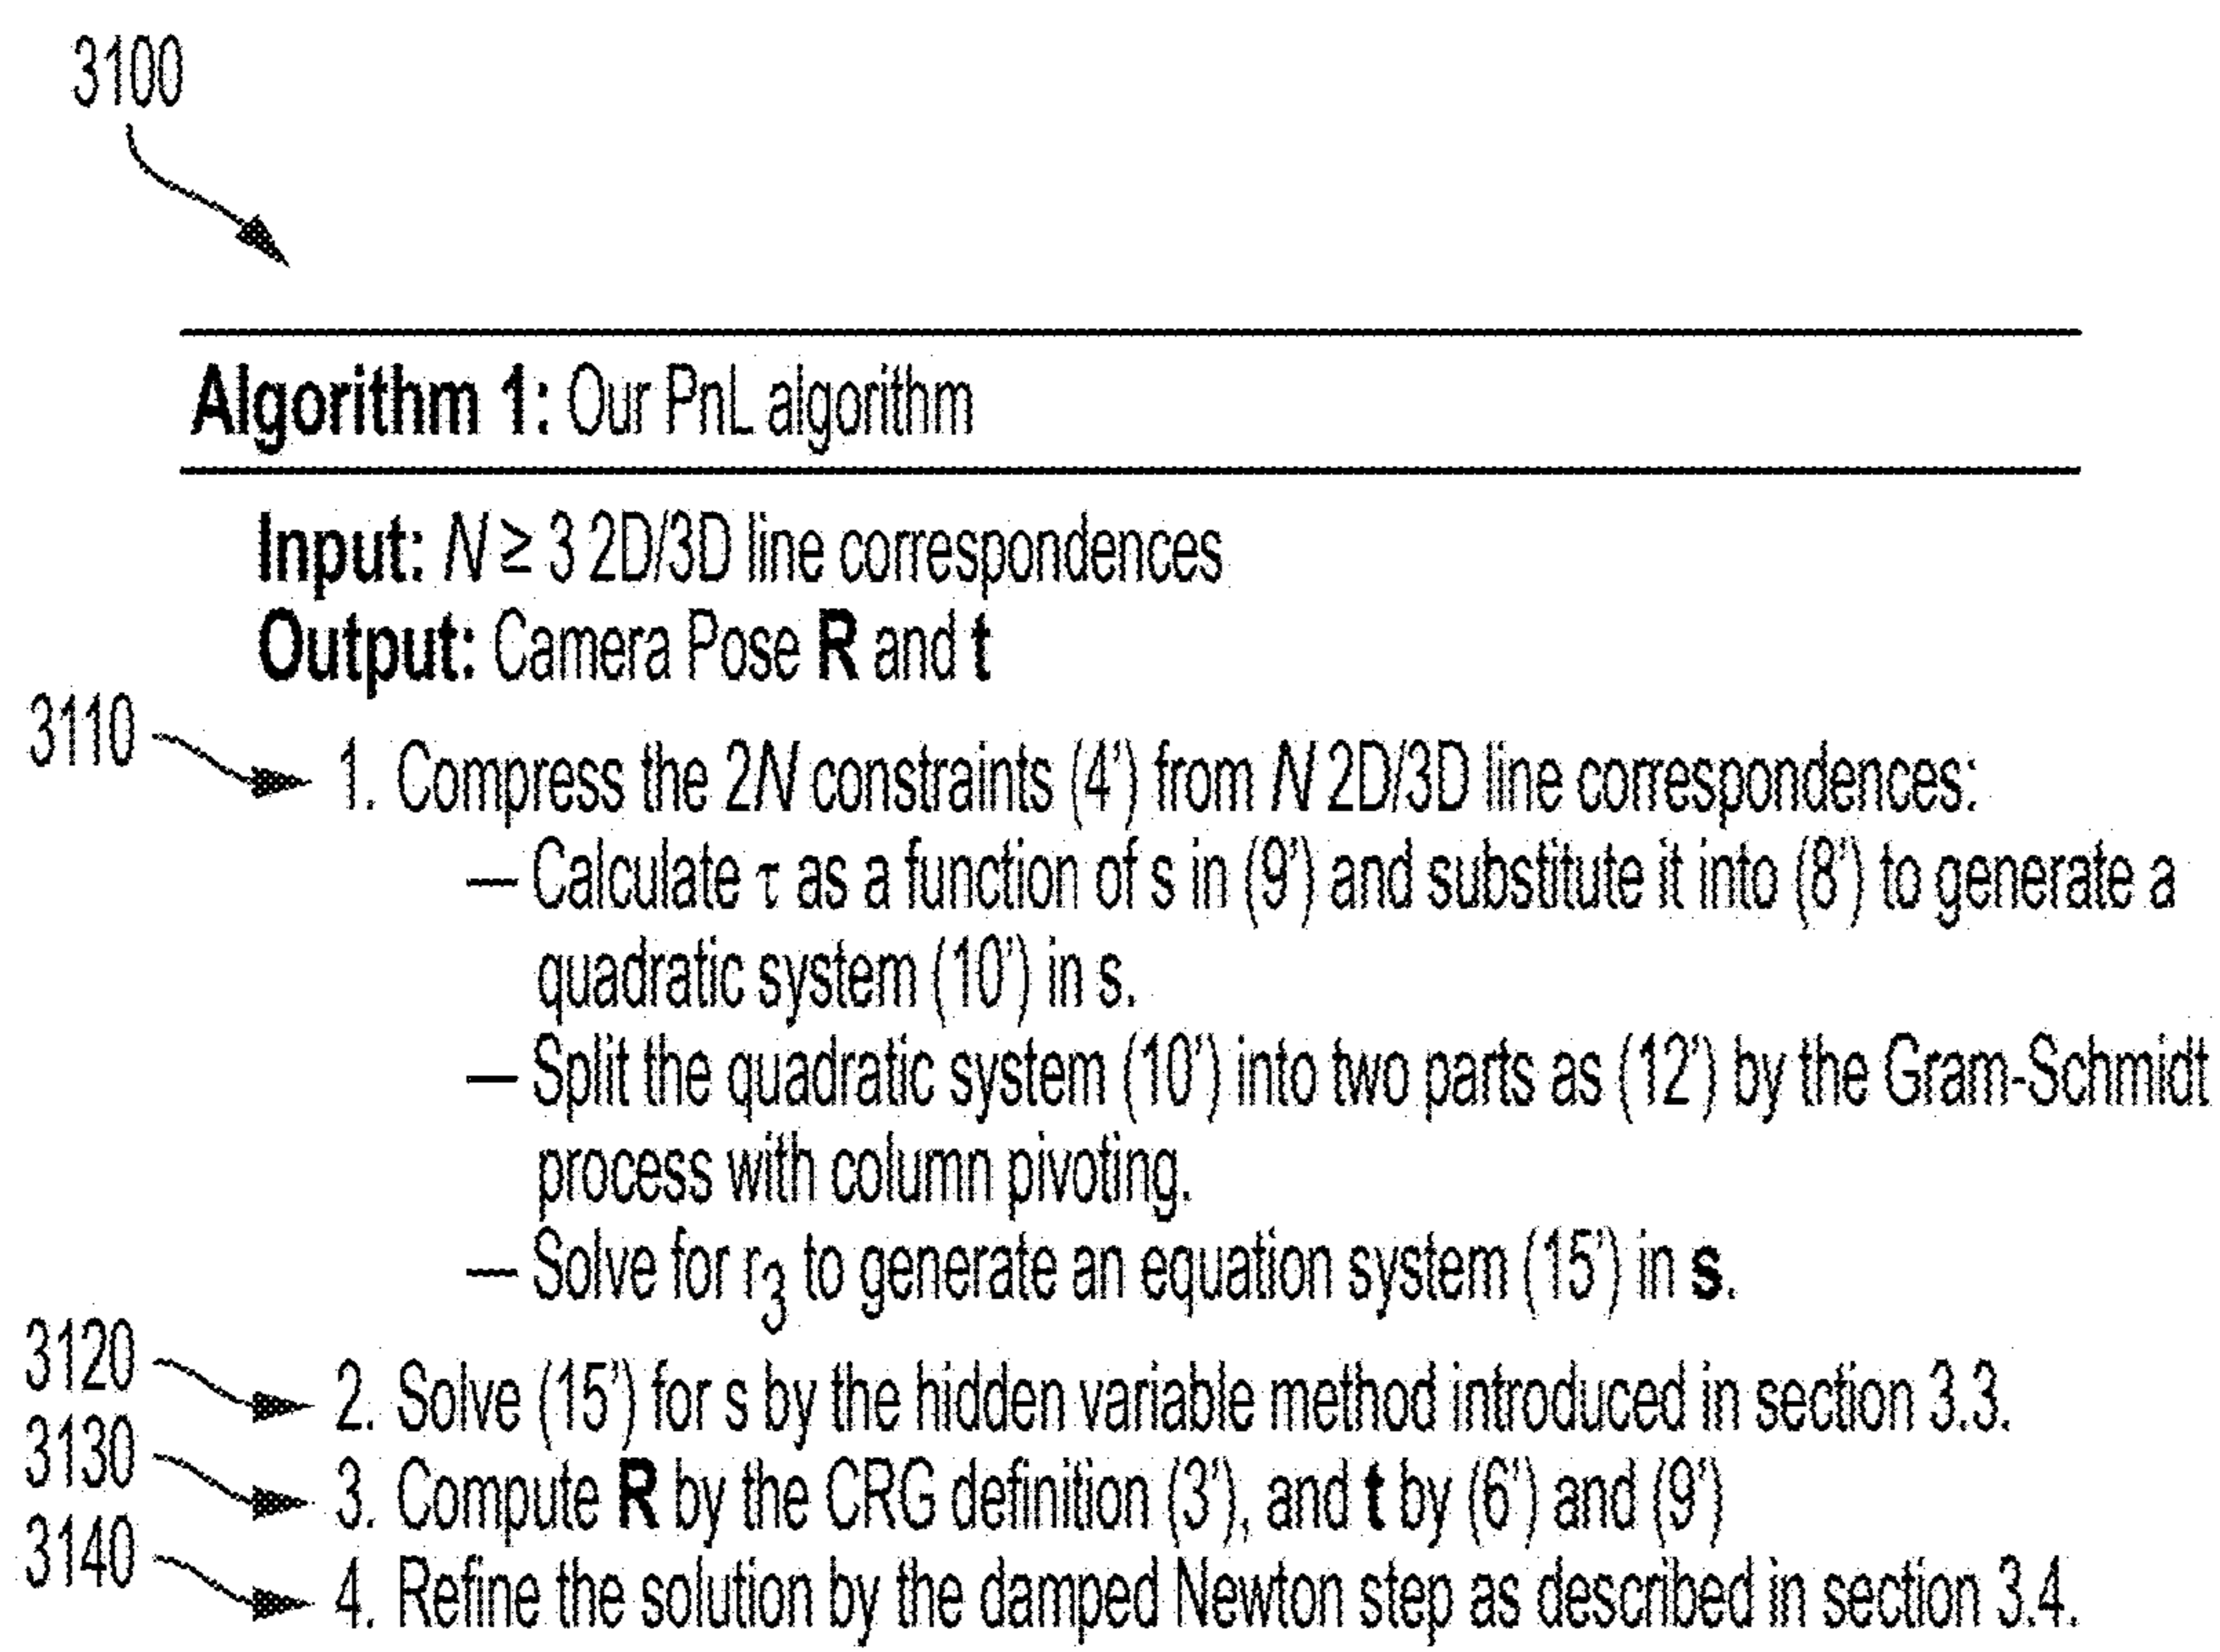 3100
Algorithm 1: Our PnL algorithm
Input: N ≥ 3 2D/3D line correspondences
Output: Camera Pose R and t
3110
1. Compress the 2N constraints (4') from N 2D/3D line correspondences:
— Calculate τ as a function of s in (9') and substitute it into (8') to generate a
quadratic system (10') in s.
— Split the quadratic system (10') into two parts as (12') by the Gram-Schmidt
process with column pivoting.
— Solve for r3 to generate an equation system (15') in s.
3120
2. Solve (15') for s by the hidden variable method introduced in section 3.3.
3130
3. Compute R by the CRG definition (3'), and t by (6') and (9')
3140
4. Refine the solution by the damped Newton step as described in section 3.4.